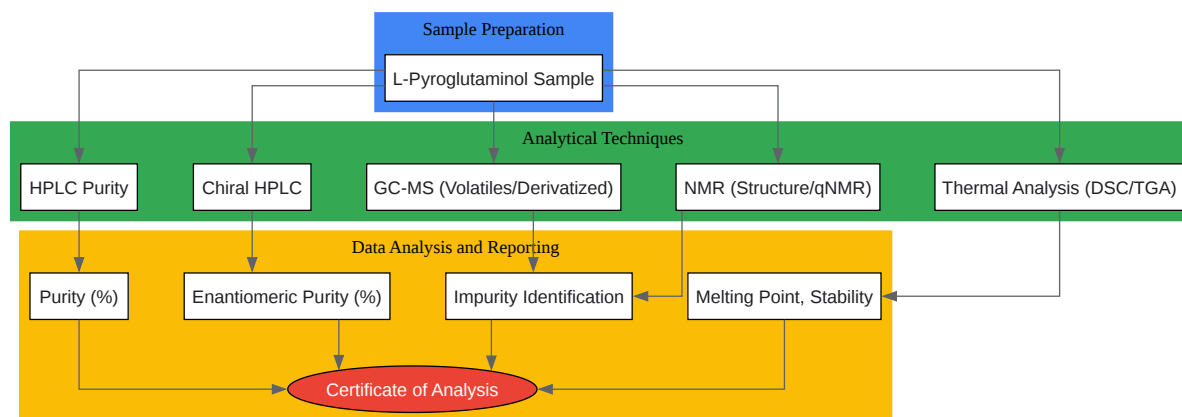 Sample Preparation
L-Pyroglutaminol Sample
Analytical Techniques
HPLC Purity
Chiral HPLC
GC-MS (Volatiles/Derivatized)
NMR (Structure/qNMR)
Thermal Analysis (DSC/TGA)
Data Analysis and Reporting
Purity (%)
Enantiomeric Purity (%)
Impurity Identification
Melting Point, Stability
Certificate of Analysis